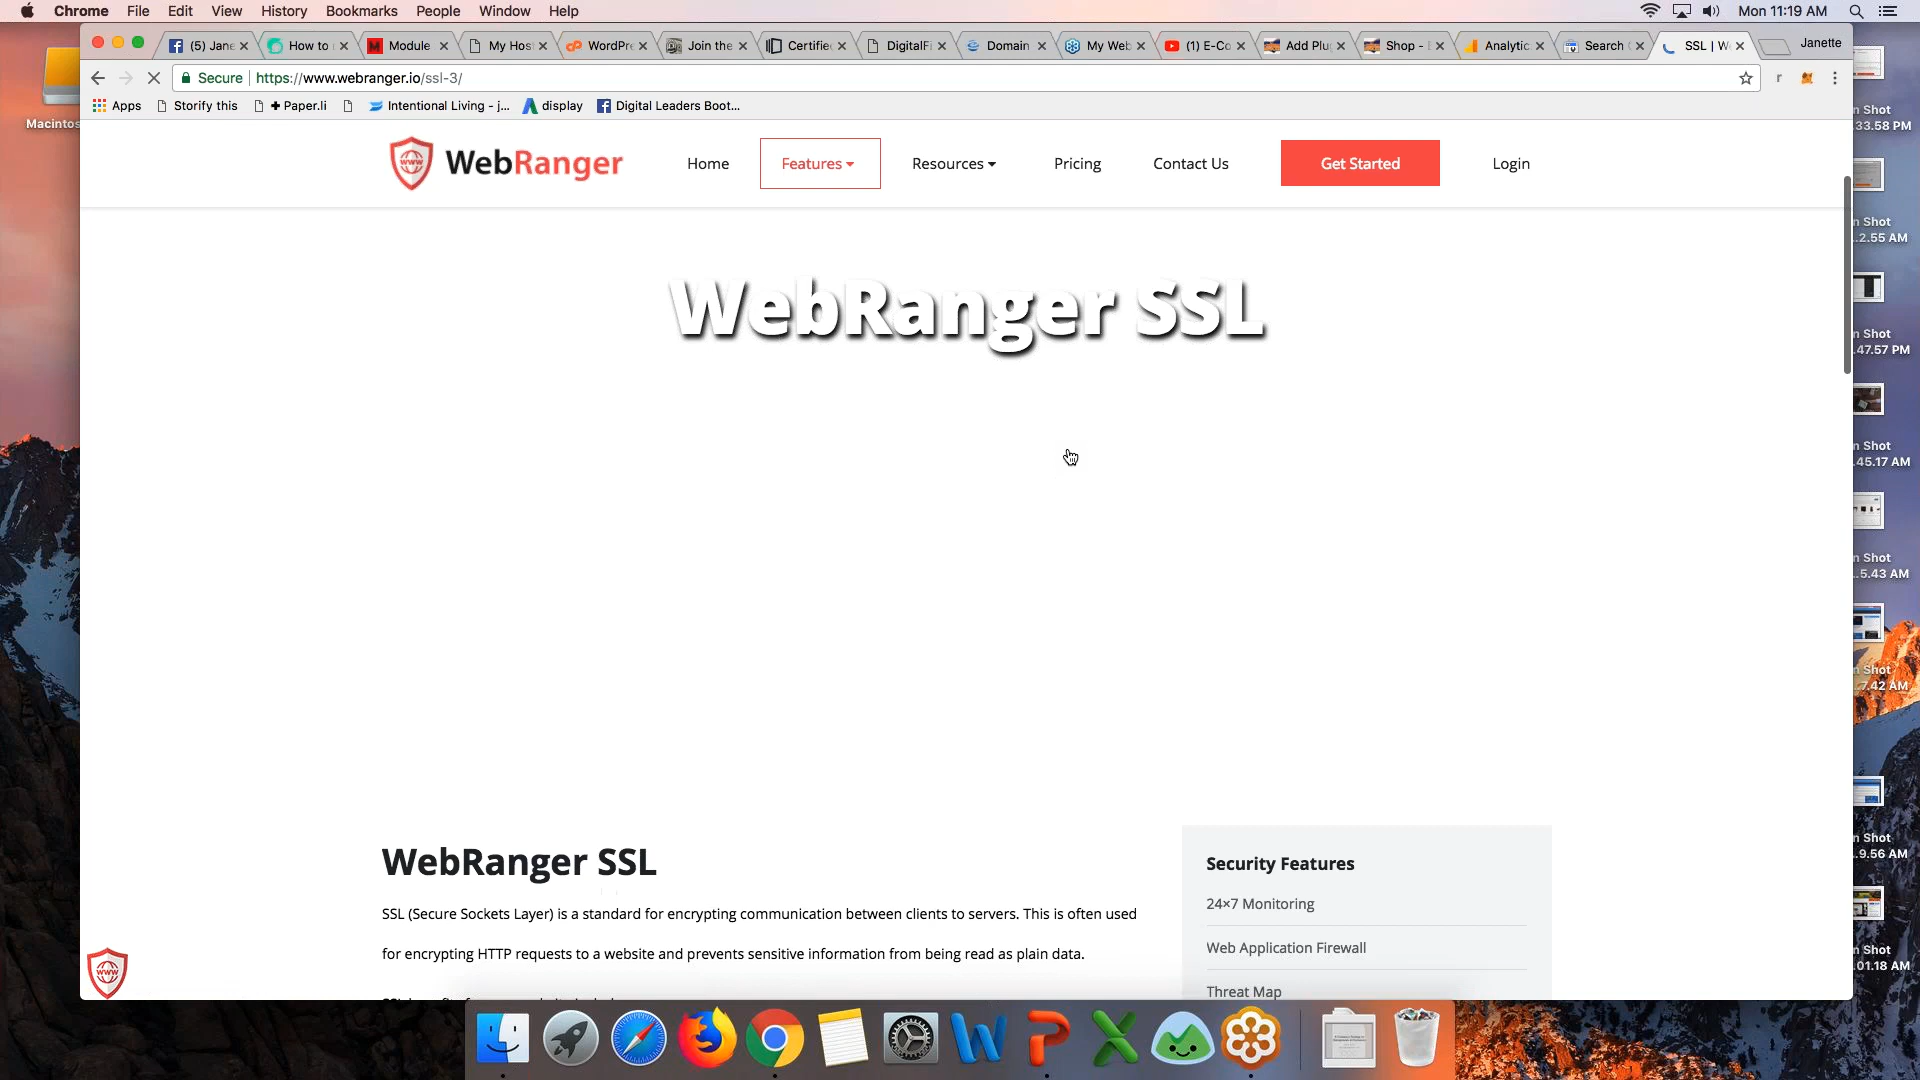 Chrome File Edit View History Bookmarks People Window Help
Mon 11:19 AM
(5) Jane
How to
Module
My Hos
WordPre
Join the
Certified
DigitalFi
Domain
My Web
(1) E-Co
Add Plu
Shop -
Analytic
Search
SSL | W
Janette
Secure https://www.webranger.io/ssl-3/
Apps Storify this + Paper.li Intentional Living - j... display Digital Leaders Boot...
Macintos
www WebRanger Home Features Resources Pricing Contact Us Get Started Login
WebRanger SSL
WebRanger SSL
SSL (Secure Sockets Layer) is a standard for encrypting communication between clients to servers. This is often used
for encrypting HTTP requests to a website and prevents sensitive information from being read as plain data.
Security Features
24×7 Monitoring
Web Application Firewall
Threat Map
www
n Shot
.33.58 PM
n Shot
..2.55 AM
n Shot
.47.57 PM
n Shot
.45.17 AM
n Shot
..5.43 AM
n Shot
..7.42 AM
n Shot
..9.56 AM
n Shot
..01.18 AM